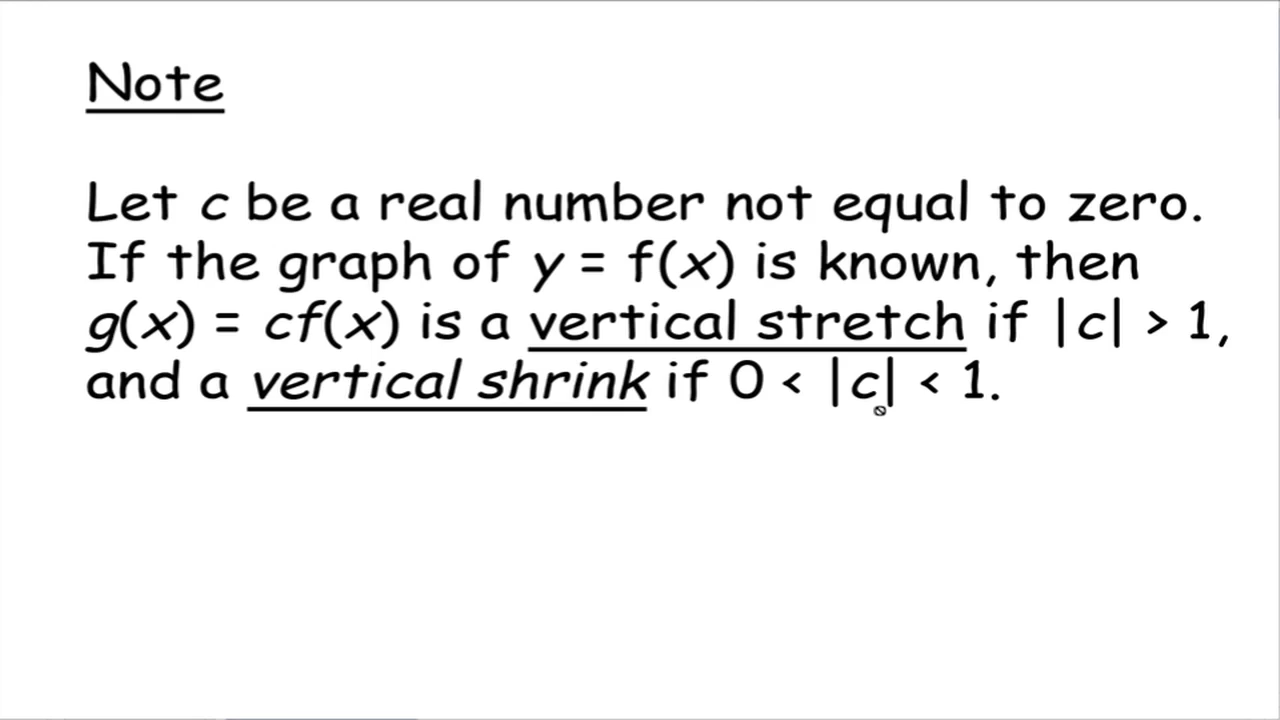 Note
Let c be a real number not equal to zero.
If the graph of y = f(x) is known, then
g(x) = cf(x) is a vertical stretch if |c| > 1,
and a vertical shrink if 0 < |c| < 1.